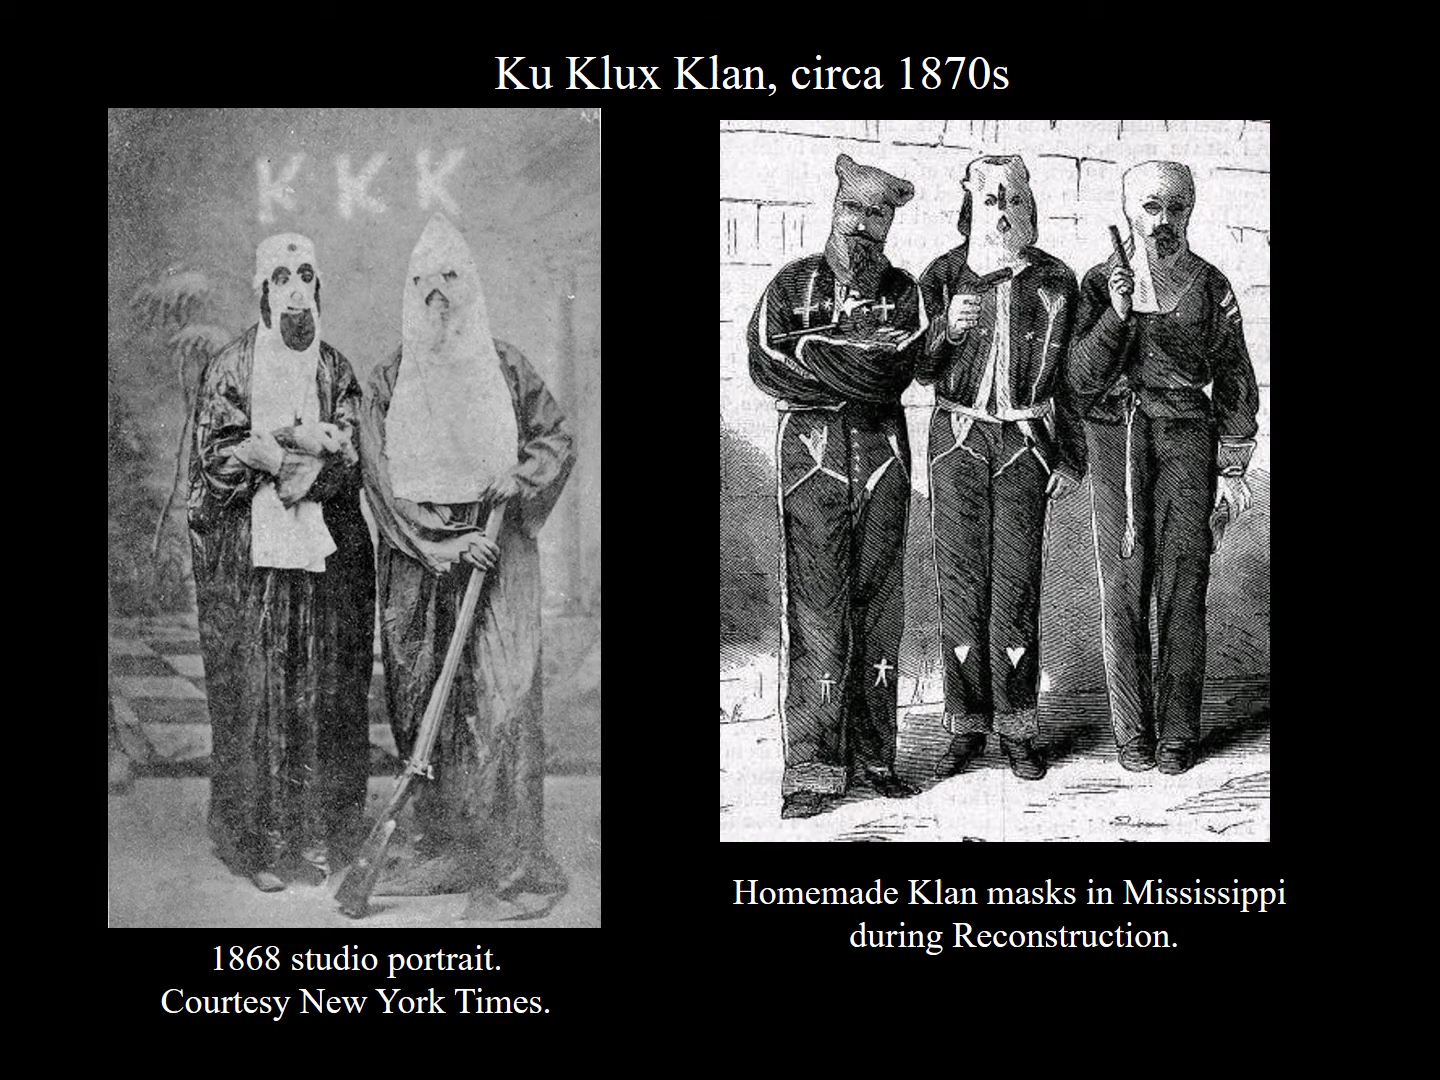 Ku Klux Klan, circa 1870s
K K K
1868 studio portrait.
Courtesy New York Times.
Homemade Klan masks in Mississippi
during Reconstruction.